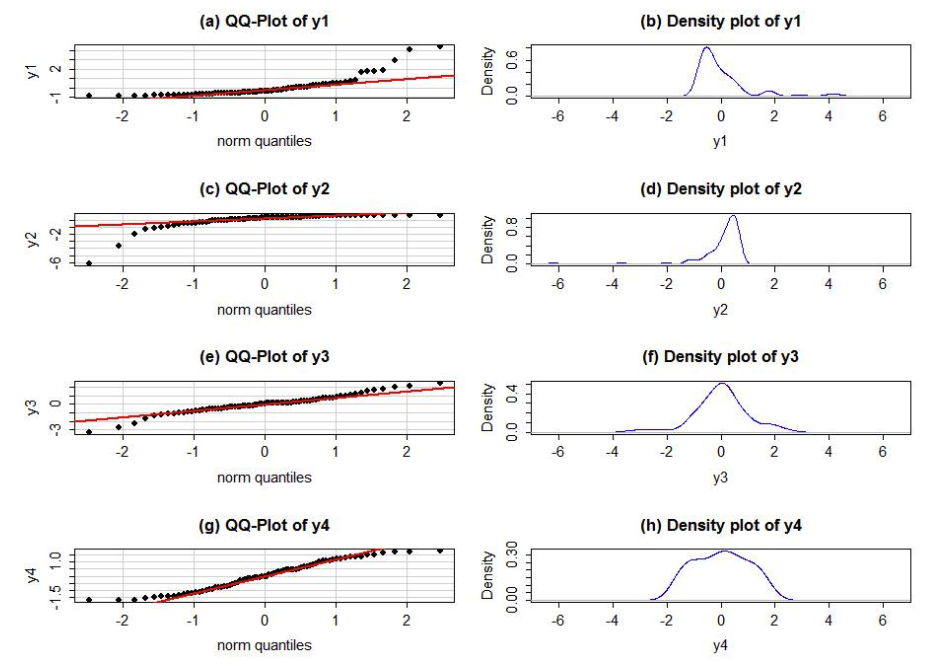 (a) QQ-Plot of y1
y1
2
-1
-2 -1 0 1 2
norm quantiles
(b) Density plot of y1
Density
0.6
0.0
-6 -4 -2 0 2 4 6
y1
(c) QQ-Plot of y2
y2
-2
-6
-2 -1 0 1 2
norm quantiles
(d) Density plot of y2
Density
0.8
0.0
-6 -4 -2 0 2 4 6
y2
(e) QQ-Plot of y3
y3
0
-3
-2 -1 0 1 2
norm quantiles
(f) Density plot of y3
Density
0.4
0.0
-6 -4 -2 0 2 4 6
y3
(g) QQ-Plot of y4
y4
1.0
-1.5
-2 -1 0 1 2
norm quantiles
(h) Density plot of y4
Density
0.30
0.00
-6 -4 -2 0 2 4 6
y4